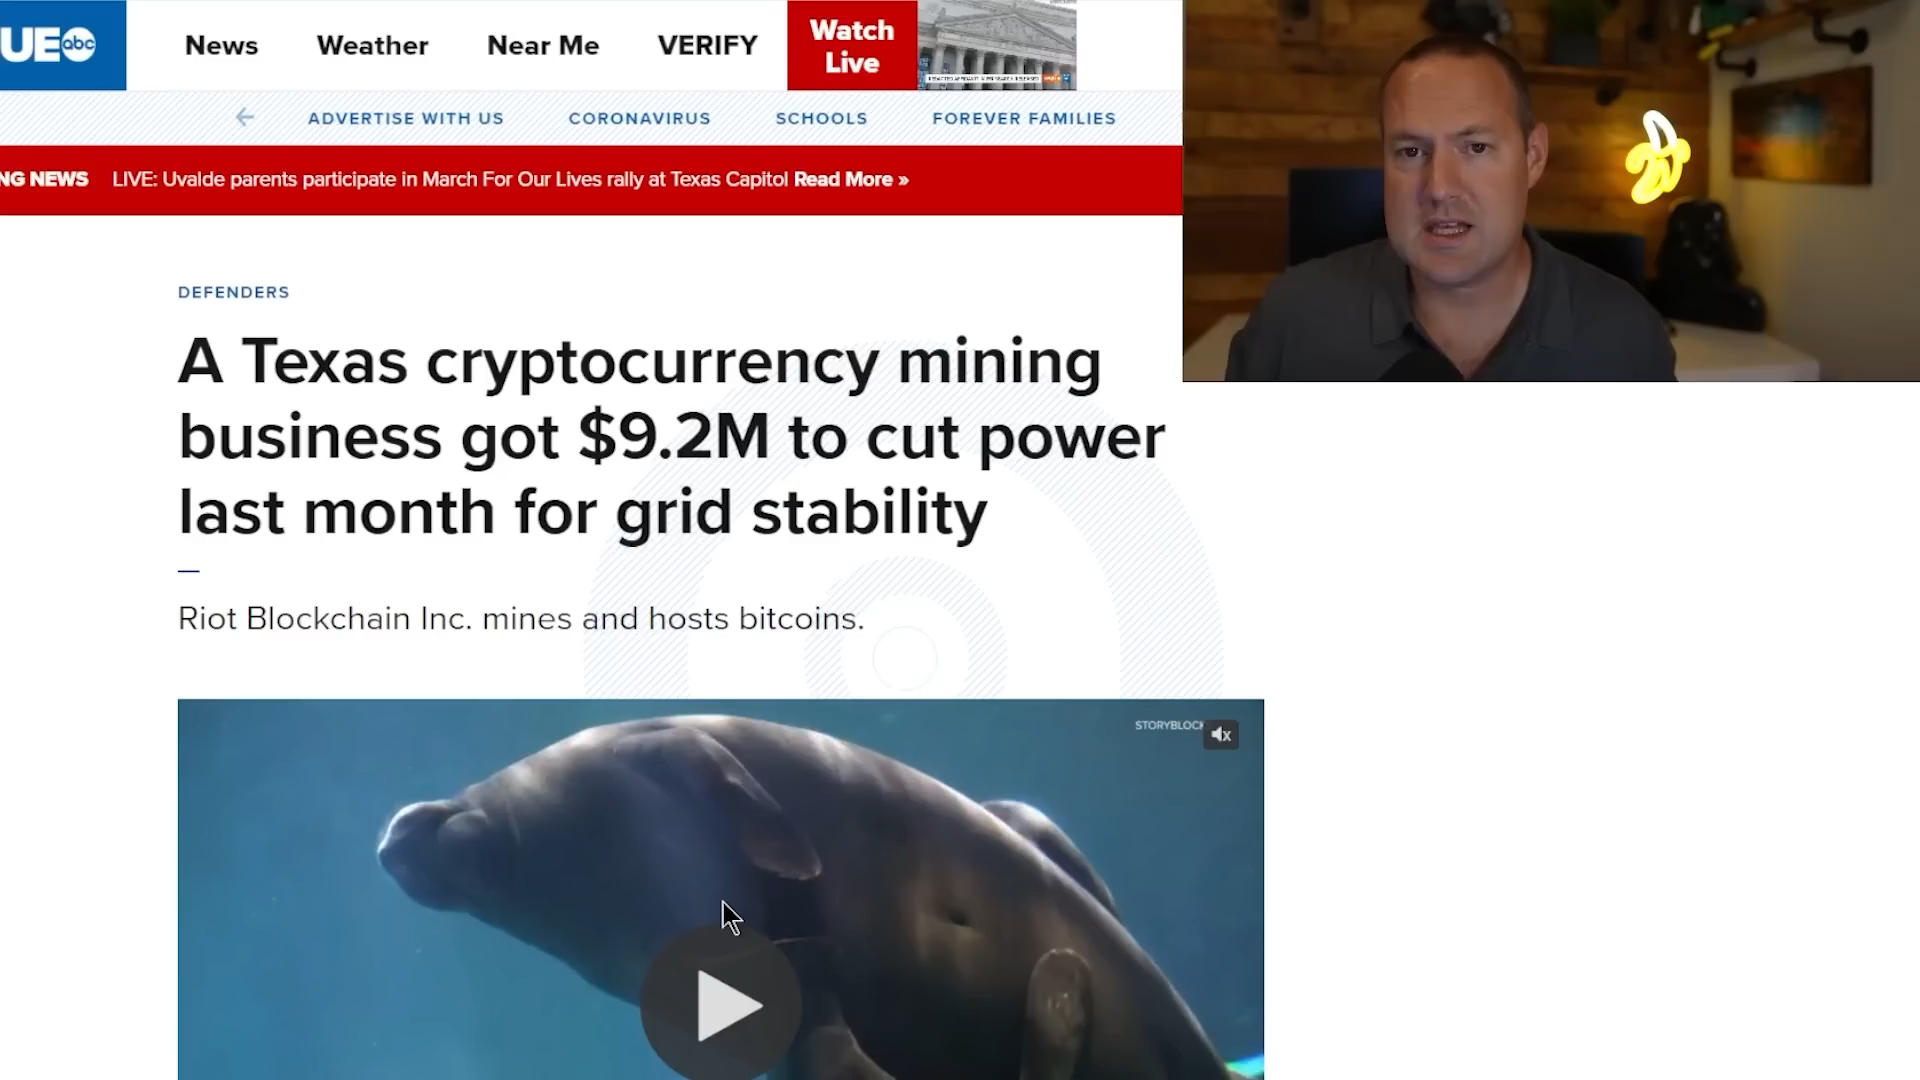 UE abc
News Weather Near Me VERIFY Watch Live
ADVERTISE WITH US CORONAVIRUS SCHOOLS FOREVER FAMILIES
NG NEWS LIVE: Uvalde parents participate in March For Our Lives rally at Texas Capitol Read More »
DEFENDERS
A Texas cryptocurrency mining
business got $9.2M to cut power
last month for grid stability
Riot Blockchain Inc. mines and hosts bitcoins.
STORYBLOCK